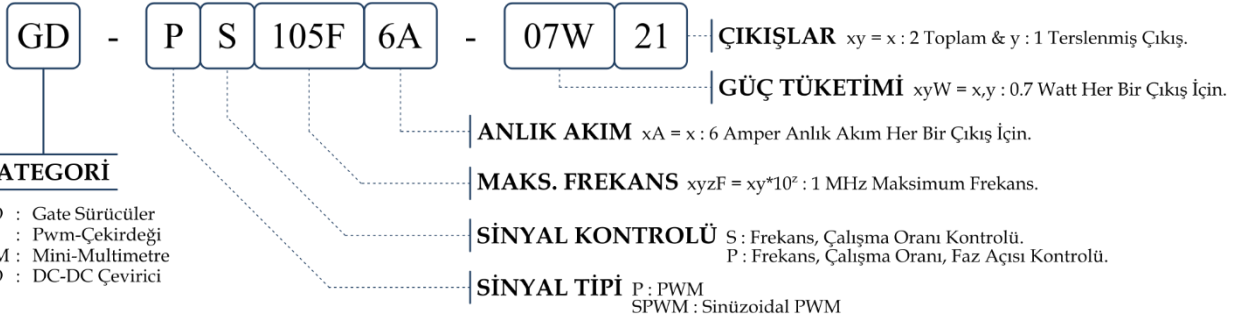 GD - P S 105F 6A - 07W 21
ÇIKIŞLAR xy = x : 2 Toplam & y : 1 Terslenmiş Çıkış.
GÜÇ TÜKETİMİ xyW = x,y : 0.7 Watt Her Bir Çıkış İçin.
ANLIK AKIM xA = x : 6 Amper Anlık Akım Her Bir Çıkış İçin.
MAKS. FREKANS xyzF = xy*10ᶻ : 1 MHz Maksimum Frekans.
SİNYAL KONTROLÜ S : Frekans, Çalışma Oranı Kontrolü.
P : Frekans, Çalışma Oranı, Faz Açısı Kontrolü.
SİNYAL TİPİ P : PWM
SPWM : Sinüzoidal PWM
ATEGORİ
: Gate Sürücüler
: Pwm-Çekirdeği
M : Mini-Multimetre
: DC-DC Çevirici